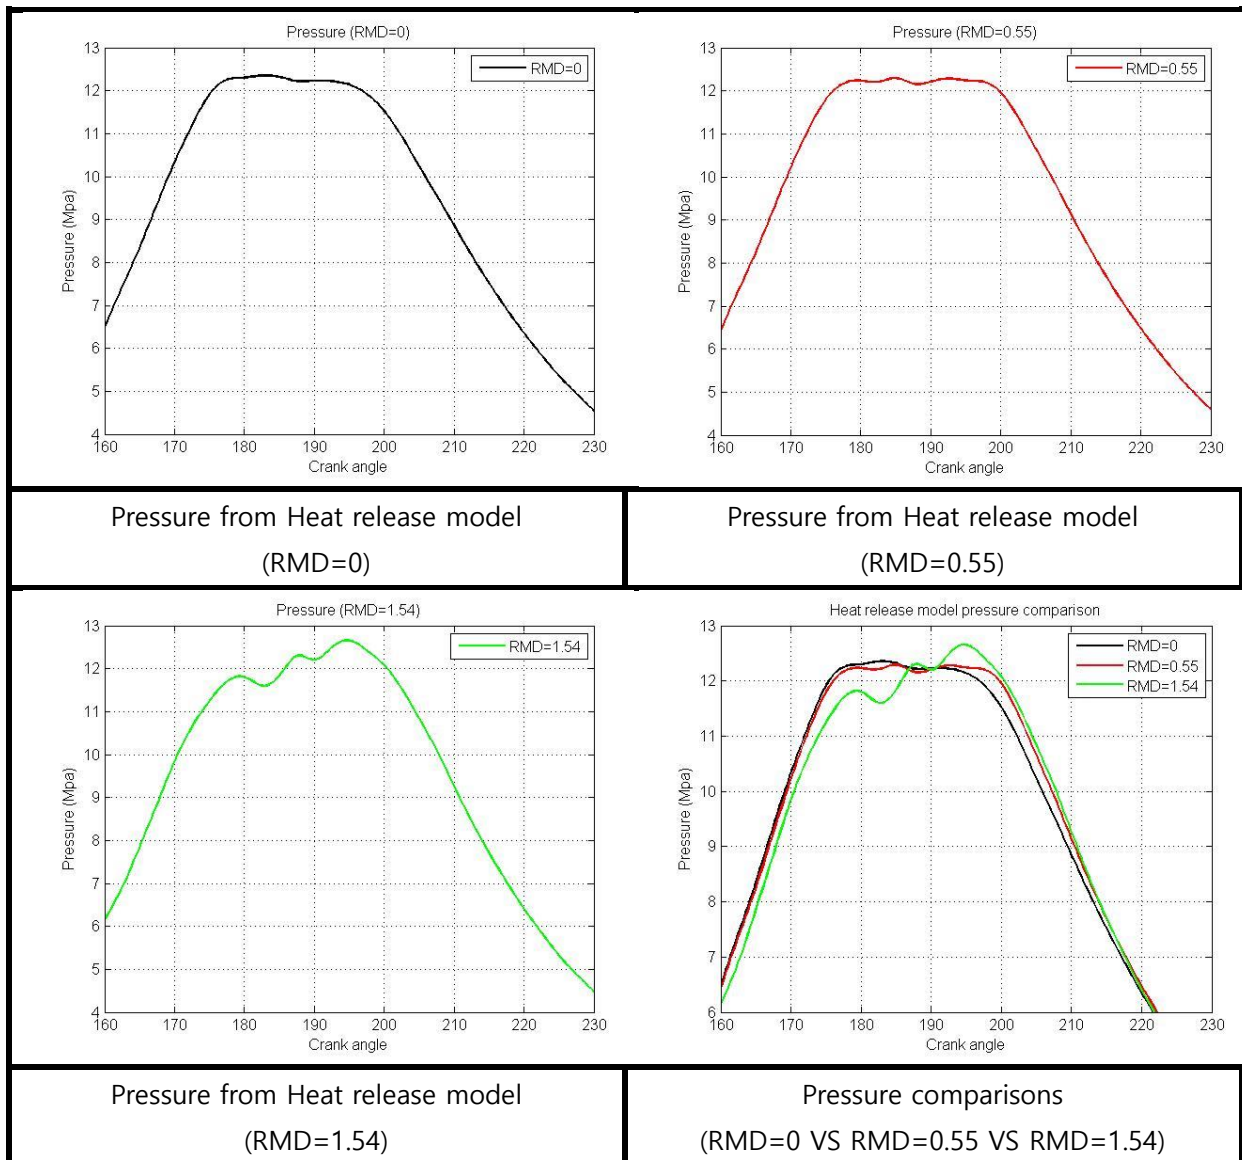 Pressure (RMD=0)
13
12
11
10
9
8
7
6
5
4
Pressure (Mpa)
RMD=0
160 170 180 190 200 210 220 230
Crank angle
Pressure (RMD=0.55)
13
12
11
10
9
8
7
6
5
4
Pressure (Mpa)
RMD=0.55
160 170 180 190 200 210 220 230
Crank angle
Pressure from Heat release model
(RMD=0)
Pressure from Heat release model
(RMD=0.55)
Pressure (RMD=1.54)
13
12
11
10
9
8
7
6
5
4
Pressure (Mpa)
RMD=1.54
160 170 180 190 200 210 220 230
Crank angle
Heat release model pressure comparison
13
12
11
10
9
8
7
6
Pressure (Mpa)
RMD=0
RMD=0.55
RMD=1.54
160 170 180 190 200 210 220 230
Crank angle
Pressure from Heat release model
(RMD=1.54)
Pressure comparisons
(RMD=0 VS RMD=0.55 VS RMD=1.54)